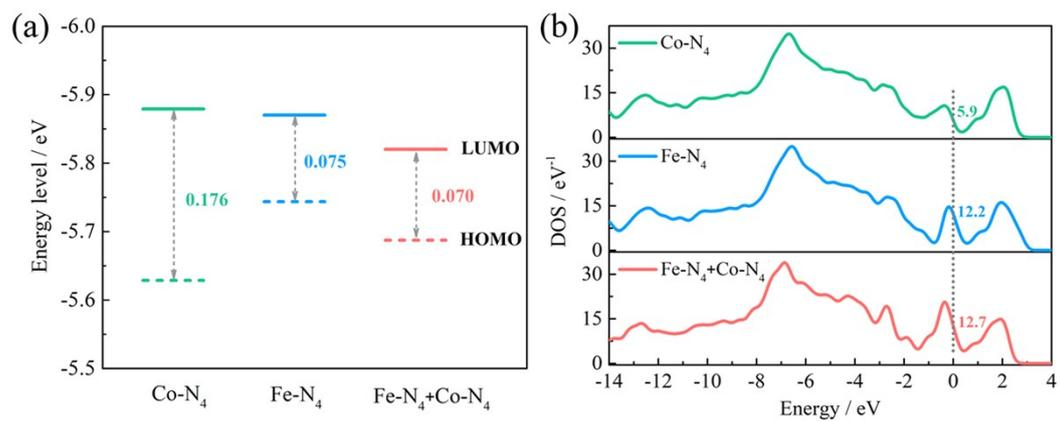 (a)
Energy level / eV
-6.0
-5.9
-5.8
-5.7
-5.6
-5.5
0.176
0.075
0.070
LUMO
HOMO
Co-N₄
Fe-N₄
Fe-N₄+Co-N₄
(b)
DOS / eV⁻¹
Co-N₄
30
15
0
5.9
Fe-N₄
30
15
0
12.2
Fe-N₄+Co-N₄
30
15
0
12.7
-14 -12 -10 -8 -6 -4 -2 0 2 4
Energy / eV